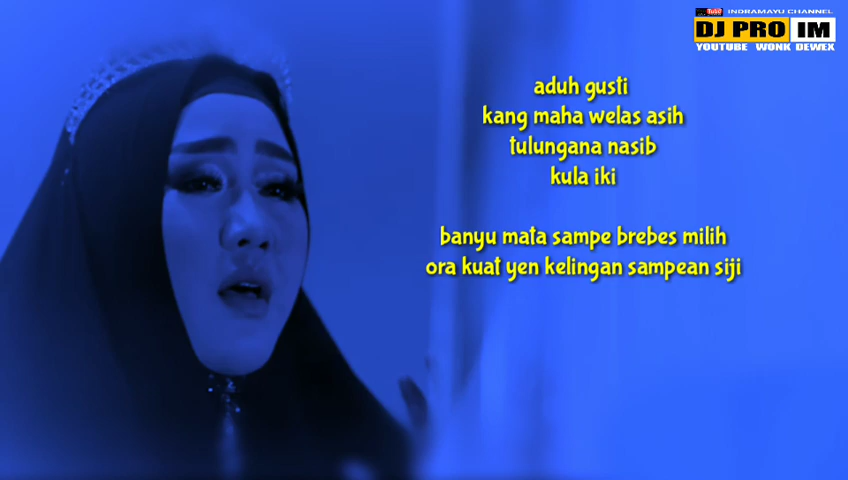 INDRAMAYU CHANNEL
DJ PRO IM
YOUTUBE WONK DEWEX
aduh gusti
kang maha welas asih
tulungana nasib
kula iki
banyu mata sampe brebes milih
ora kuat yen kelingan sampean siji